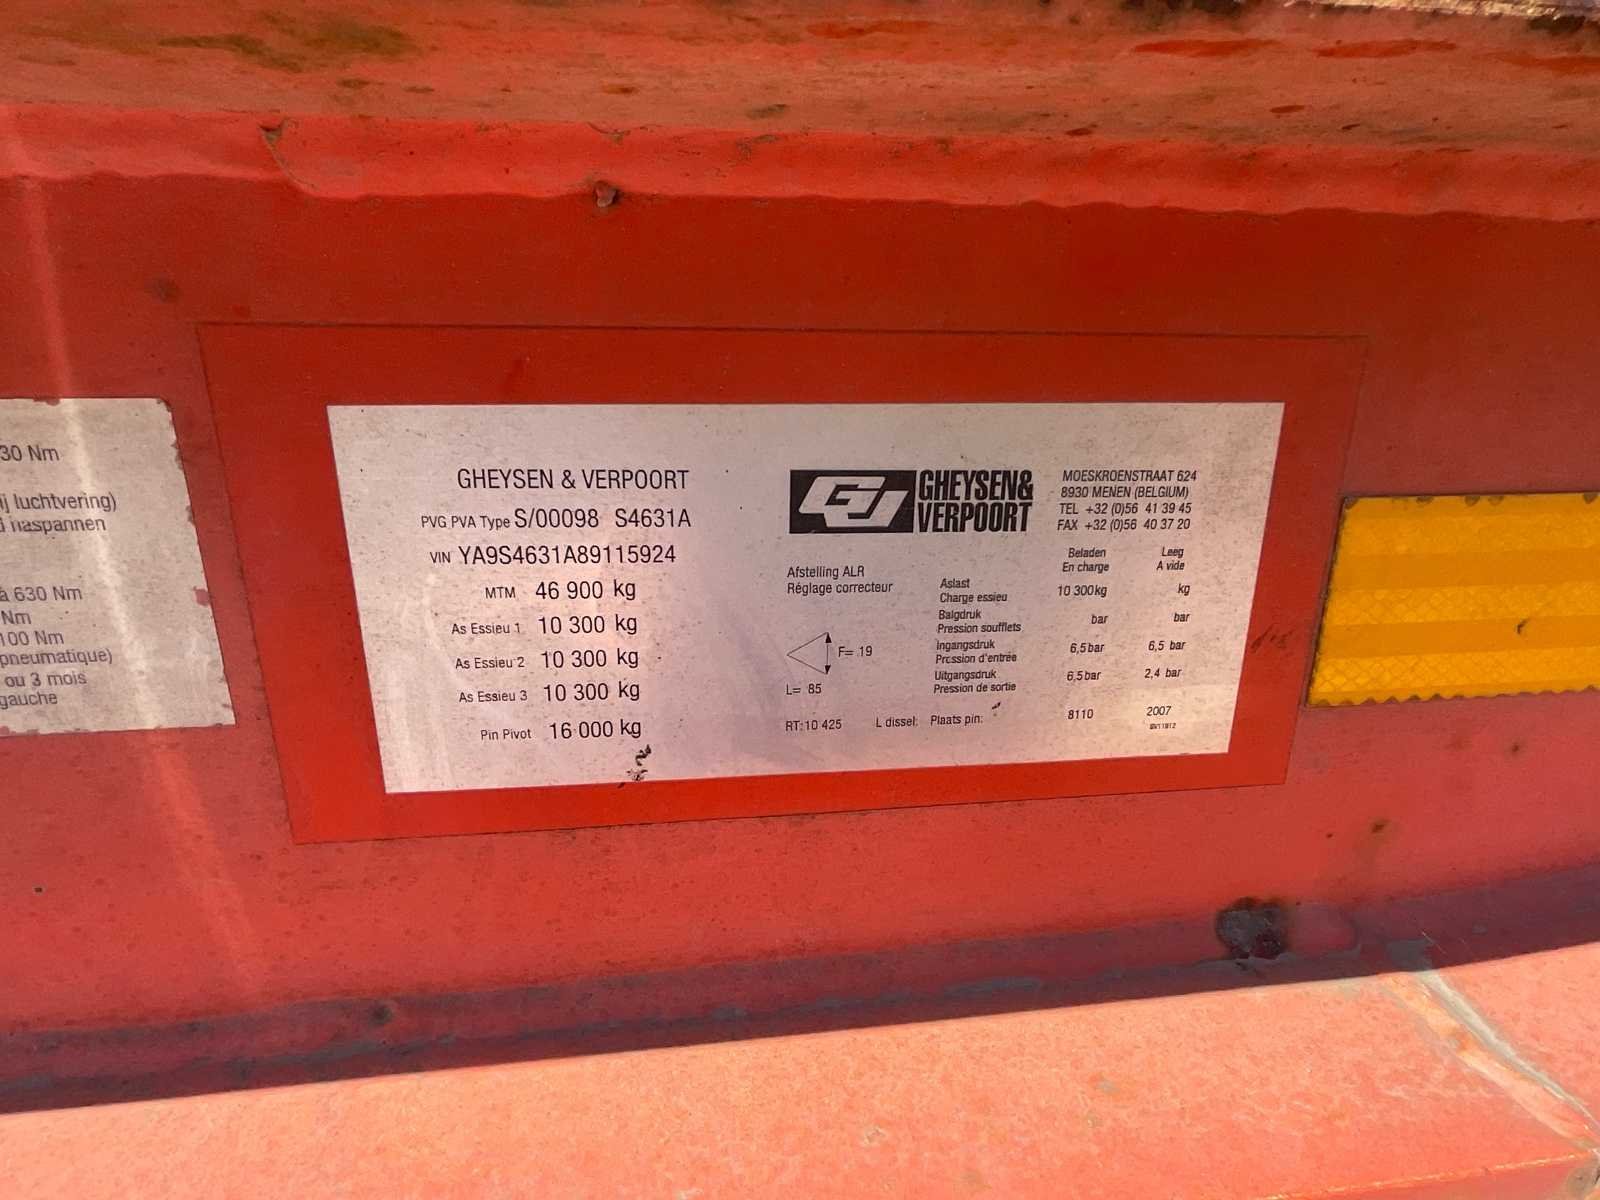 30 Nm
ij luchtvering)
naspannen
à 630 Nm
Nm
100 Nm
pneumatique)
ou 3 mois
gauche
GHEYSEN & VERPOORT
PVG PVA Type S/00098 S4631A
VIN YA9S4631A89115924
MTM 46 900 kg
As Essieu 1 10 300 kg
As Essieu 2 10 300 kg
As Essieu 3 10 300 kg
Pin Pivot 16 000 kg
GHEYSEN&
VERPOORT
MOESKROENSTRAAT 624
8930 MENEN (BELGIUM)
TEL +32 (0)56 41 39 45
FAX +32 (0)56 40 37 20
Afstelling ALR
Réglage correcteur
Beladen Leeg
En charge A vide
Aslast
Charge essieu 10 300kg kg
Balgdruk
Pression soufflets bar bar
Ingangsdruk
Pression d'entrée 6,5 bar 6,5 bar
Uitgangsdruk
Pression de sortie 6,5 bar 2,4 bar
F= 19
L= 85
RT: 10 425 L dissel: Plaats pin: 8110 2007